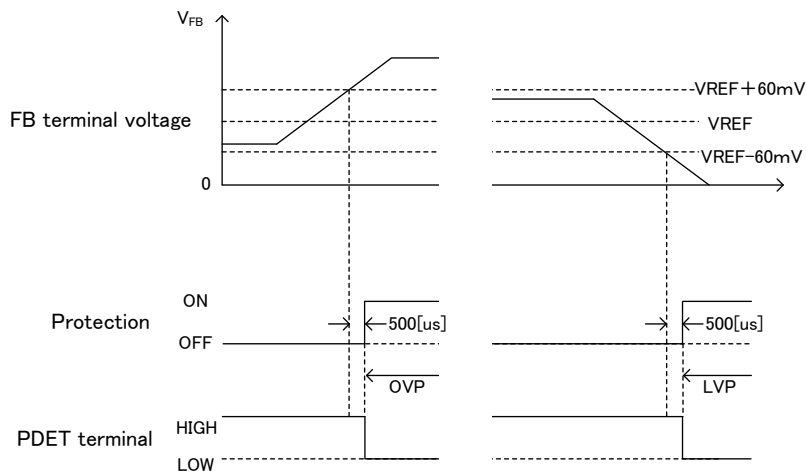 VFB
VREF+60mV
FB terminal voltage
VREF
VREF-60mV
0
ON
Protection
500[us]
500[us]
OFF
OVP
LVP
HIGH
PDET terminal
LOW